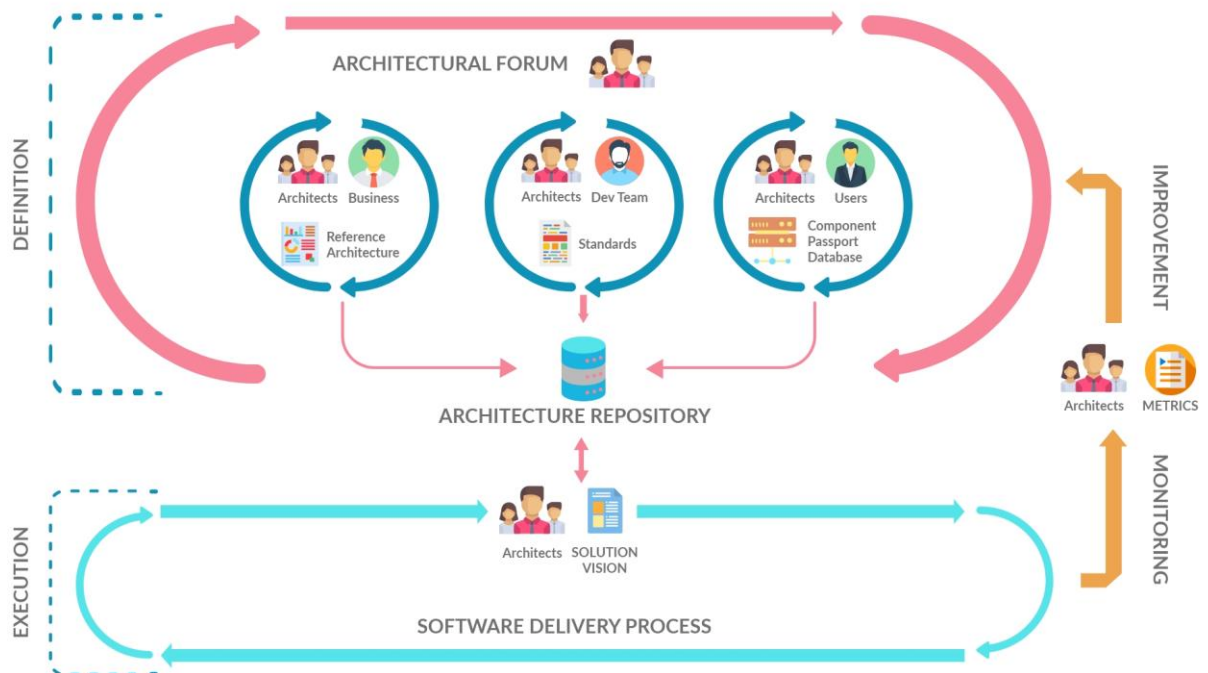 DEFINITION
ARCHITECTURAL FORUM
Architects Business
Reference
Architecture
Architects Dev Team
Standards
Architects Users
Component
Passport
Database
ARCHITECTURE REPOSITORY
IMPROVEMENT
Architects METRICS
MONITORING
EXECUTION
Architects SOLUTION
VISION
SOFTWARE DELIVERY PROCESS